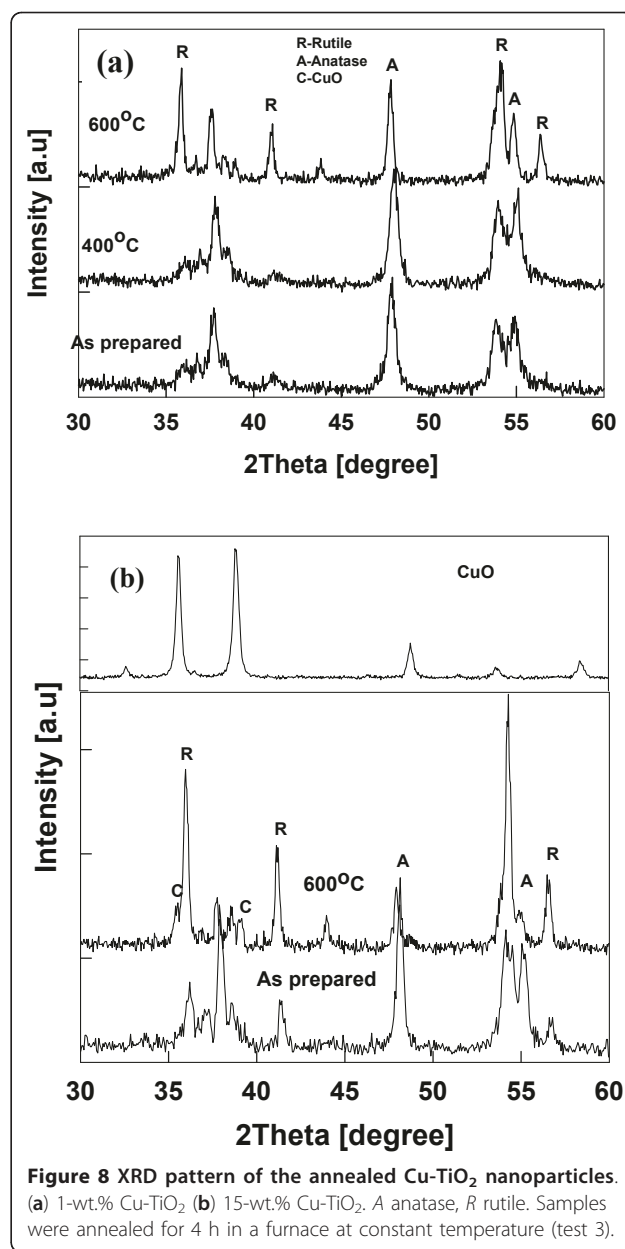 (a)
R-Rutile
A-Anatase
C-CuO
R
R
A
R
A
R
600°C
400°C
As prepared
Intensity [a.u]
30 35 40 45 50 55 60
2Theta [degree]
(b)
CuO
R
C
C
R
600°C
A
A
R
As prepared
Intensity [a.u]
30 35 40 45 50 55 60
2Theta [degree]
Figure 8 XRD pattern of the annealed Cu-TiO₂ nanoparticles.
(a) 1-wt.% Cu-TiO₂ (b) 15-wt.% Cu-TiO₂. A anatase, R rutile. Samples
were annealed for 4 h in a furnace at constant temperature (test 3).